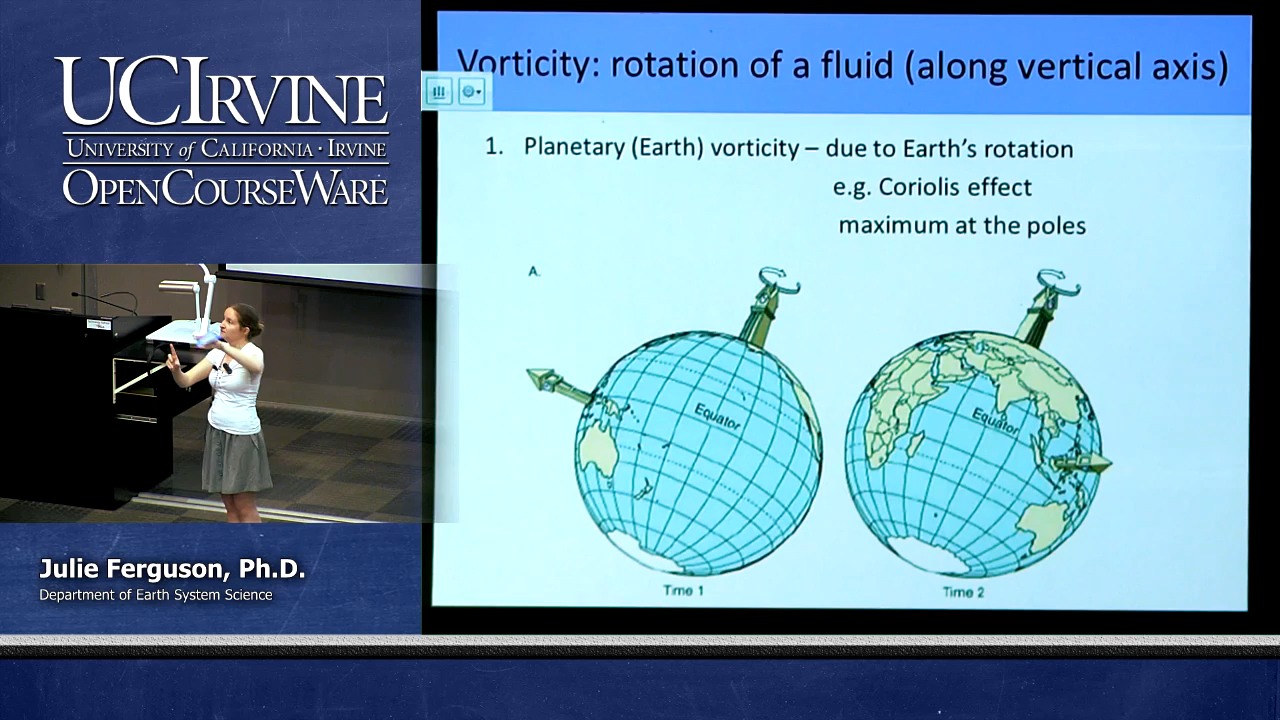 UCIRVINE
UNIVERSITY of CALIFORNIA · IRVINE
OPENCOURSEWARE
Julie Ferguson, Ph.D.
Department of Earth System Science
Vorticity: rotation of a fluid (along vertical axis)
1. Planetary (Earth) vorticity – due to Earth's rotation
e.g. Coriolis effect
maximum at the poles
A.
Equator
Equator
Time 1
Time 2